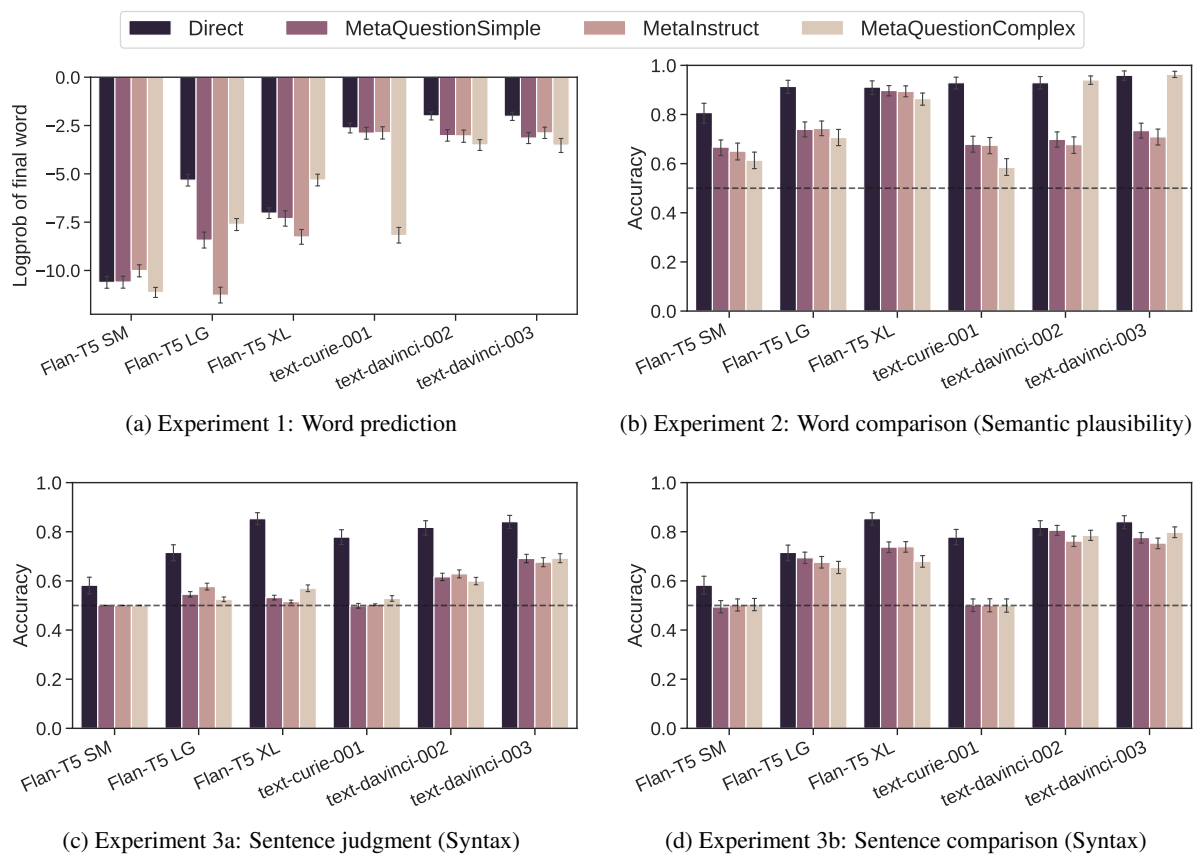 Direct MetaQuestionSimple MetaInstruct MetaQuestionComplex
Logprob of final word
0.0
−2.5
−5.0
−7.5
−10.0
Flan-T5 SM
Flan-T5 LG
Flan-T5 XL
text-curie-001
text-davinci-002
text-davinci-003
(a) Experiment 1: Word prediction
Accuracy
1.0
0.8
0.6
0.4
0.2
0.0
Flan-T5 SM
Flan-T5 LG
Flan-T5 XL
text-curie-001
text-davinci-002
text-davinci-003
(b) Experiment 2: Word comparison (Semantic plausibility)
Accuracy
1.0
0.8
0.6
0.4
0.2
0.0
Flan-T5 SM
Flan-T5 LG
Flan-T5 XL
text-curie-001
text-davinci-002
text-davinci-003
(c) Experiment 3a: Sentence judgment (Syntax)
Accuracy
1.0
0.8
0.6
0.4
0.2
0.0
Flan-T5 SM
Flan-T5 LG
Flan-T5 XL
text-curie-001
text-davinci-002
text-davinci-003
(d) Experiment 3b: Sentence comparison (Syntax)